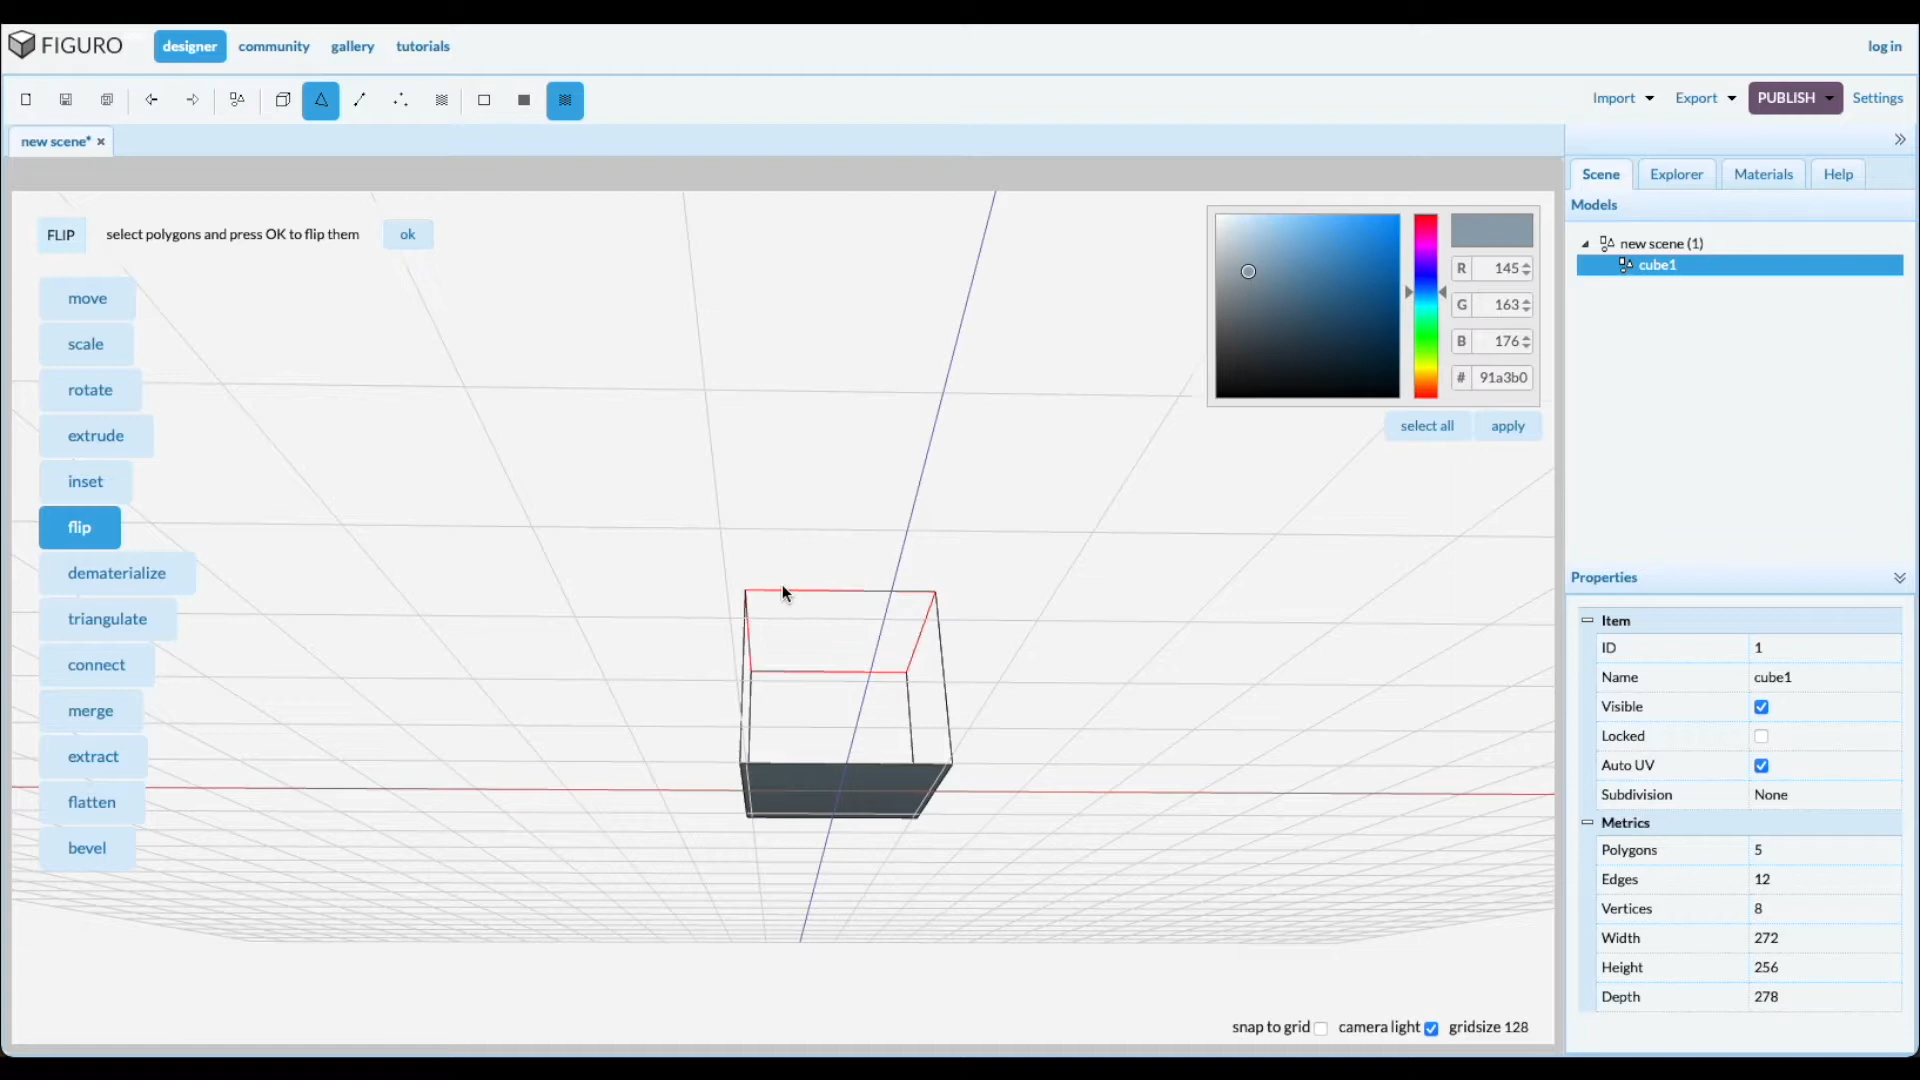 FIGURO
designer
community
gallery
tutorials
log in
Import
Export
PUBLISH
Settings
new scene*
FLIP
select polygons and press OK to flip them
ok
move
scale
rotate
extrude
inset
flip
dematerialize
triangulate
connect
merge
extract
flatten
bevel
R 145
G 163
B 176
# 91a3b0
select all
apply
snap to grid
camera light
gridsize 128
Scene
Explorer
Materials
Help
Models
new scene (1)
cube1
Properties
Item
ID 1
Name cube1
Visible
Locked
Auto UV
Subdivision None
Metrics
Polygons 5
Edges 12
Vertices 8
Width 272
Height 256
Depth 278